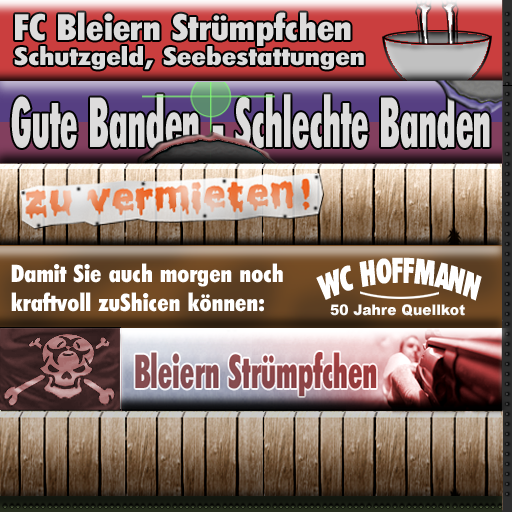 FC Bleiern Strümpfchen
Schutzgeld, Seebestattungen
Gute Banden - Schlechte Banden
zu vermieten!
Damit Sie auch morgen noch
kraftvoll zuShicen können:
WC HOFFMANN
50 Jahre Quellkot
Bleiern Strümpfchen